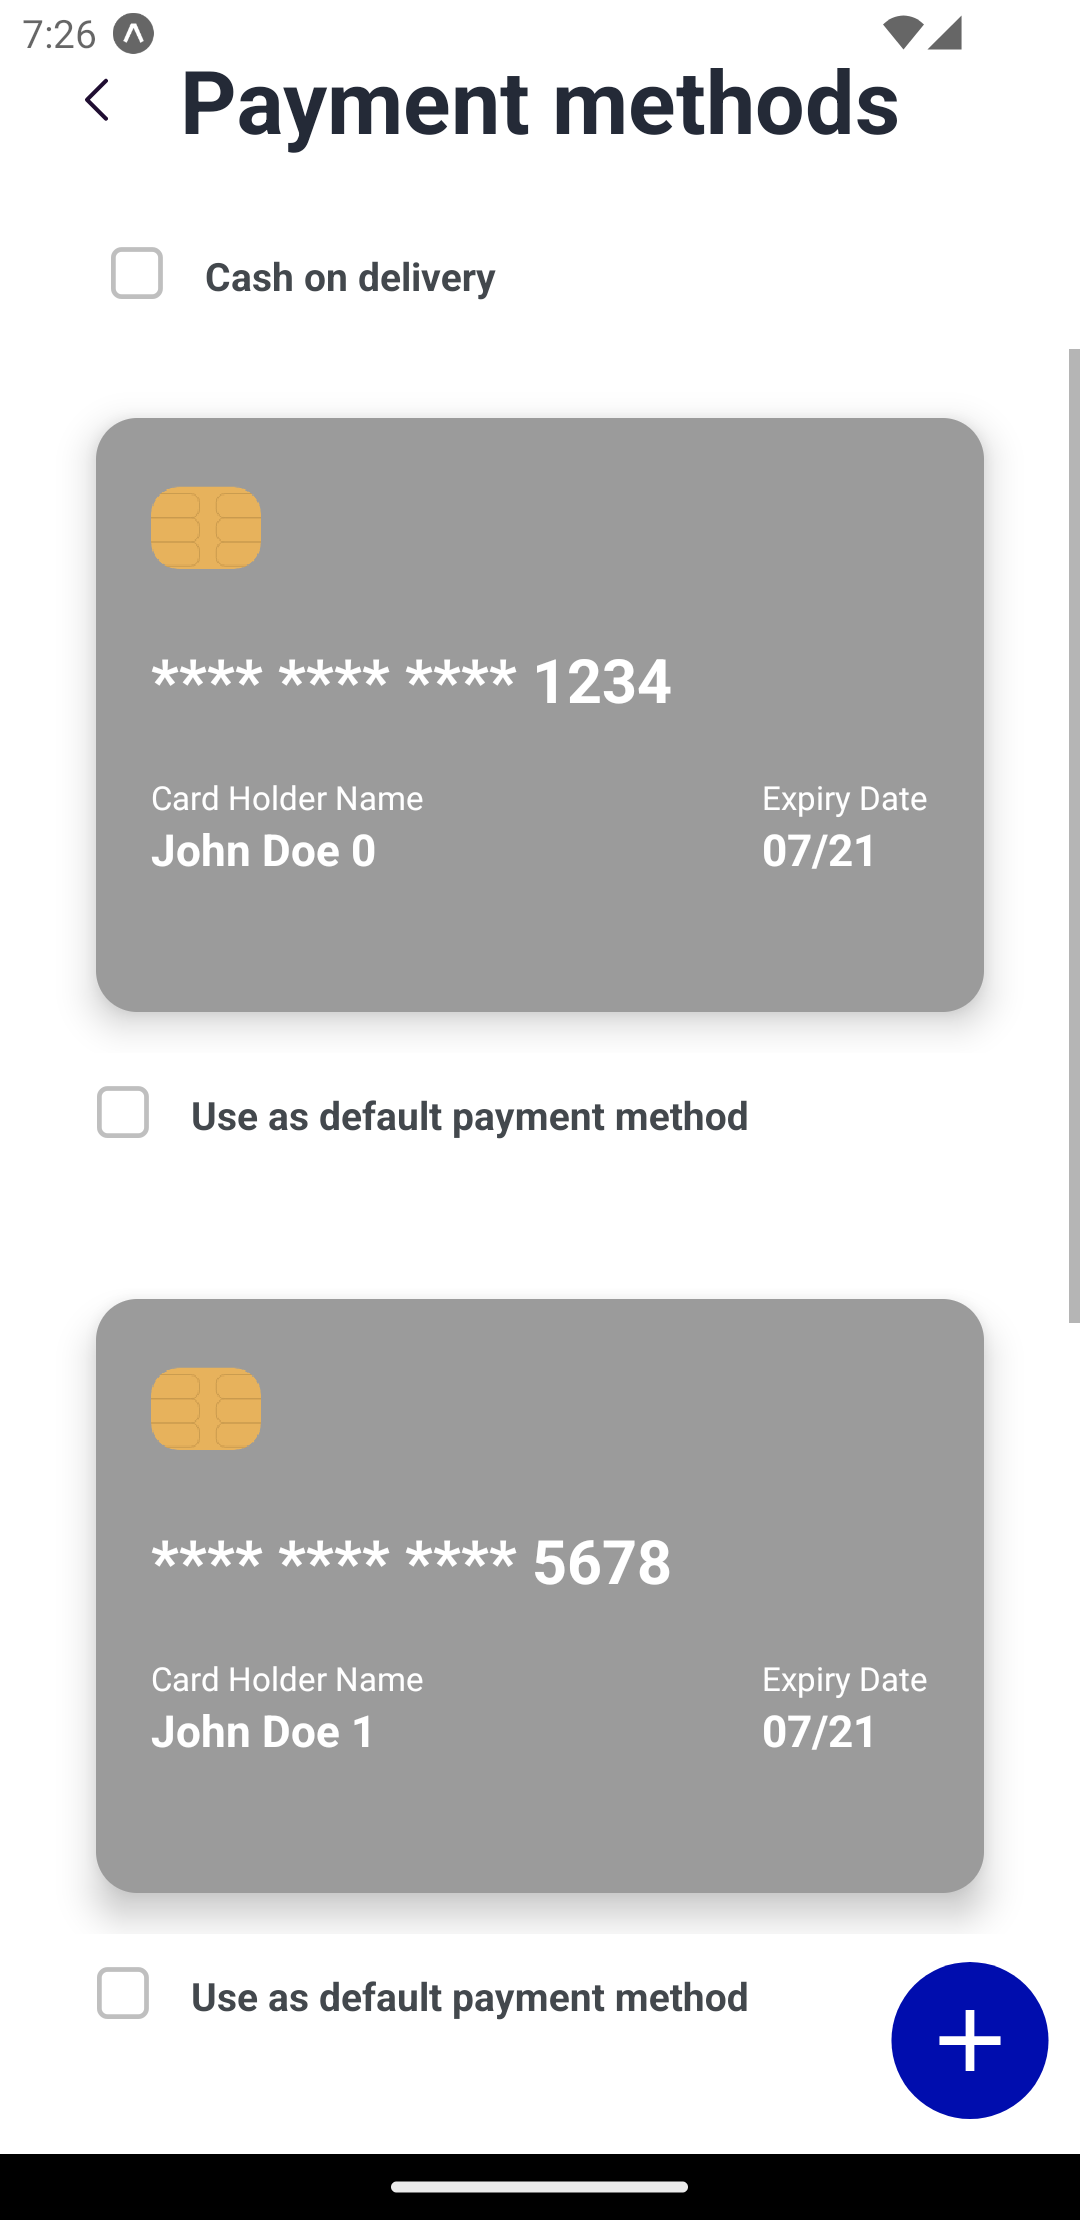 7:26
Payment methods
Cash on delivery
**** **** **** 1234
Card Holder Name Expiry Date
John Doe 0 07/21
Use as default payment method
**** **** **** 5678
Card Holder Name Expiry Date
John Doe 1 07/21
Use as default payment method